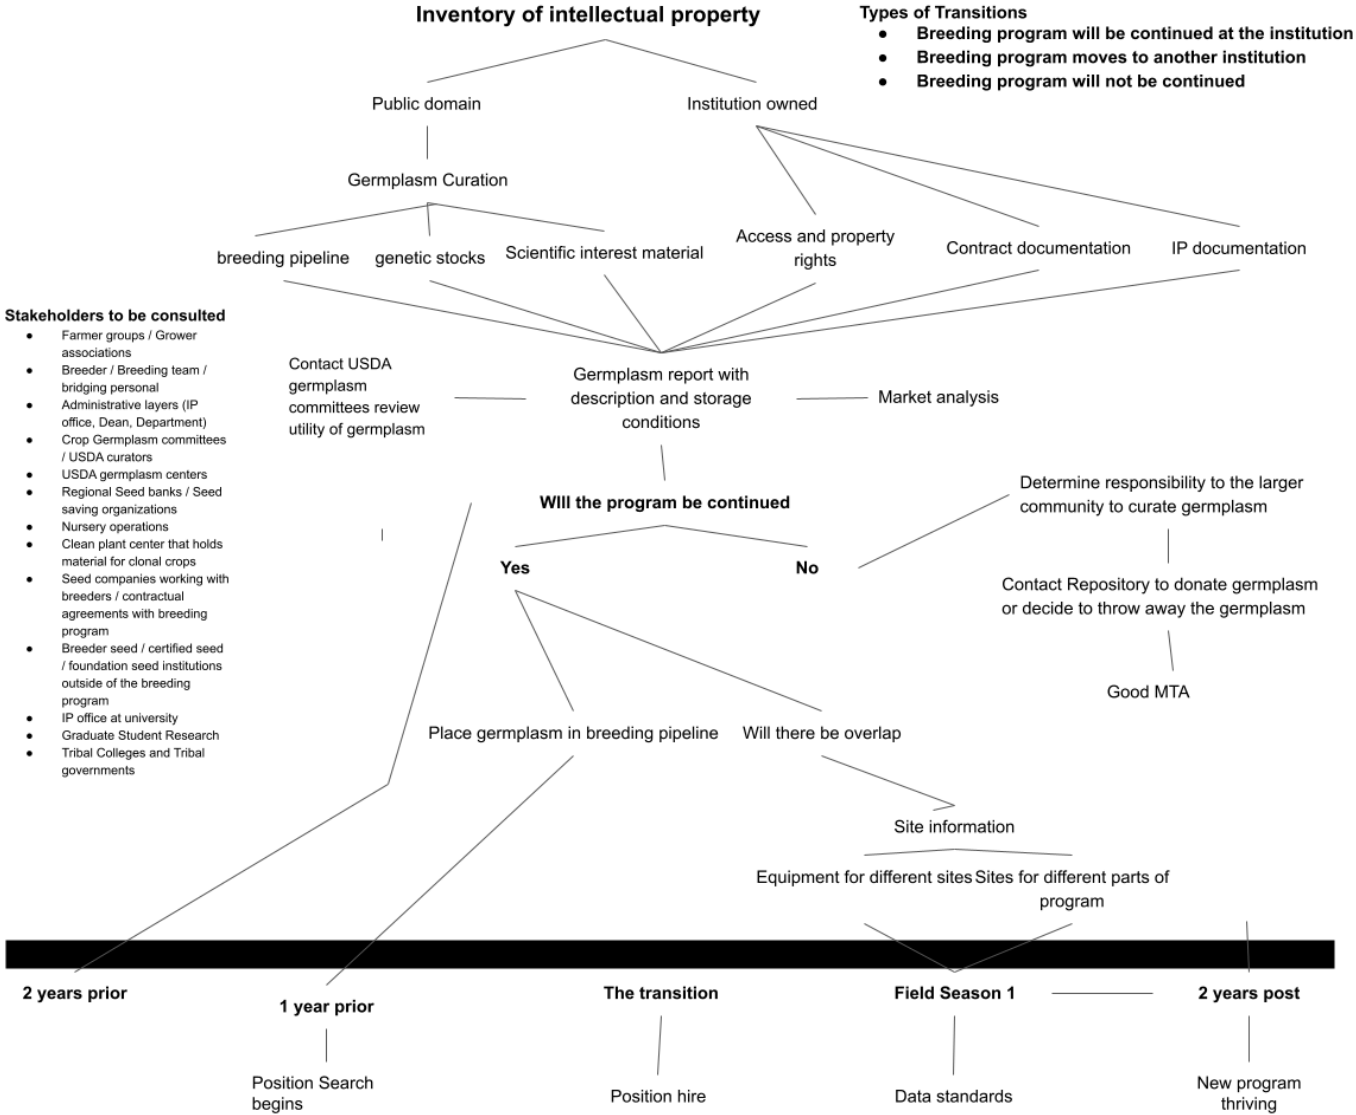 Inventory of intellectual property
Types of Transitions
● Breeding program will be continued at the institution
● Breeding program moves to another institution
● Breeding program will not be continued
Public domain
Institution owned
Germplasm Curation
breeding pipeline
genetic stocks
Scientific interest material
Access and property
rights
Contract documentation
IP documentation
Stakeholders to be consulted
● Farmer groups / Grower
associations
● Breeder / Breeding team /
bridging personal
● Administrative layers (IP
office, Dean, Department)
● Crop Germplasm committees
/ USDA curators
● USDA germplasm centers
● Regional Seed banks / Seed
saving organizations
● Nursery operations
● Clean plant center that holds
material for clonal crops
● Seed companies working with
breeders / contractual
agreements with breeding
program
● Breeder seed / certified seed
/ foundation seed institutions
outside of the breeding
program
● IP office at university
● Graduate Student Research
● Tribal Colleges and Tribal
governments
Contact USDA
germplasm
committees review
utility of germplasm
Germplasm report with
description and storage
conditions
Market analysis
WIll the program be continued
Yes
No
Determine responsibility to the larger
community to curate germplasm
Contact Repository to donate germplasm
or decide to throw away the germplasm
Good MTA
Place germplasm in breeding pipeline
Will there be overlap
Site information
Equipment for different sites
Sites for different parts of
program
2 years prior
1 year prior
The transition
Field Season 1
2 years post
Position Search
begins
Position hire
Data standards
New program
thriving